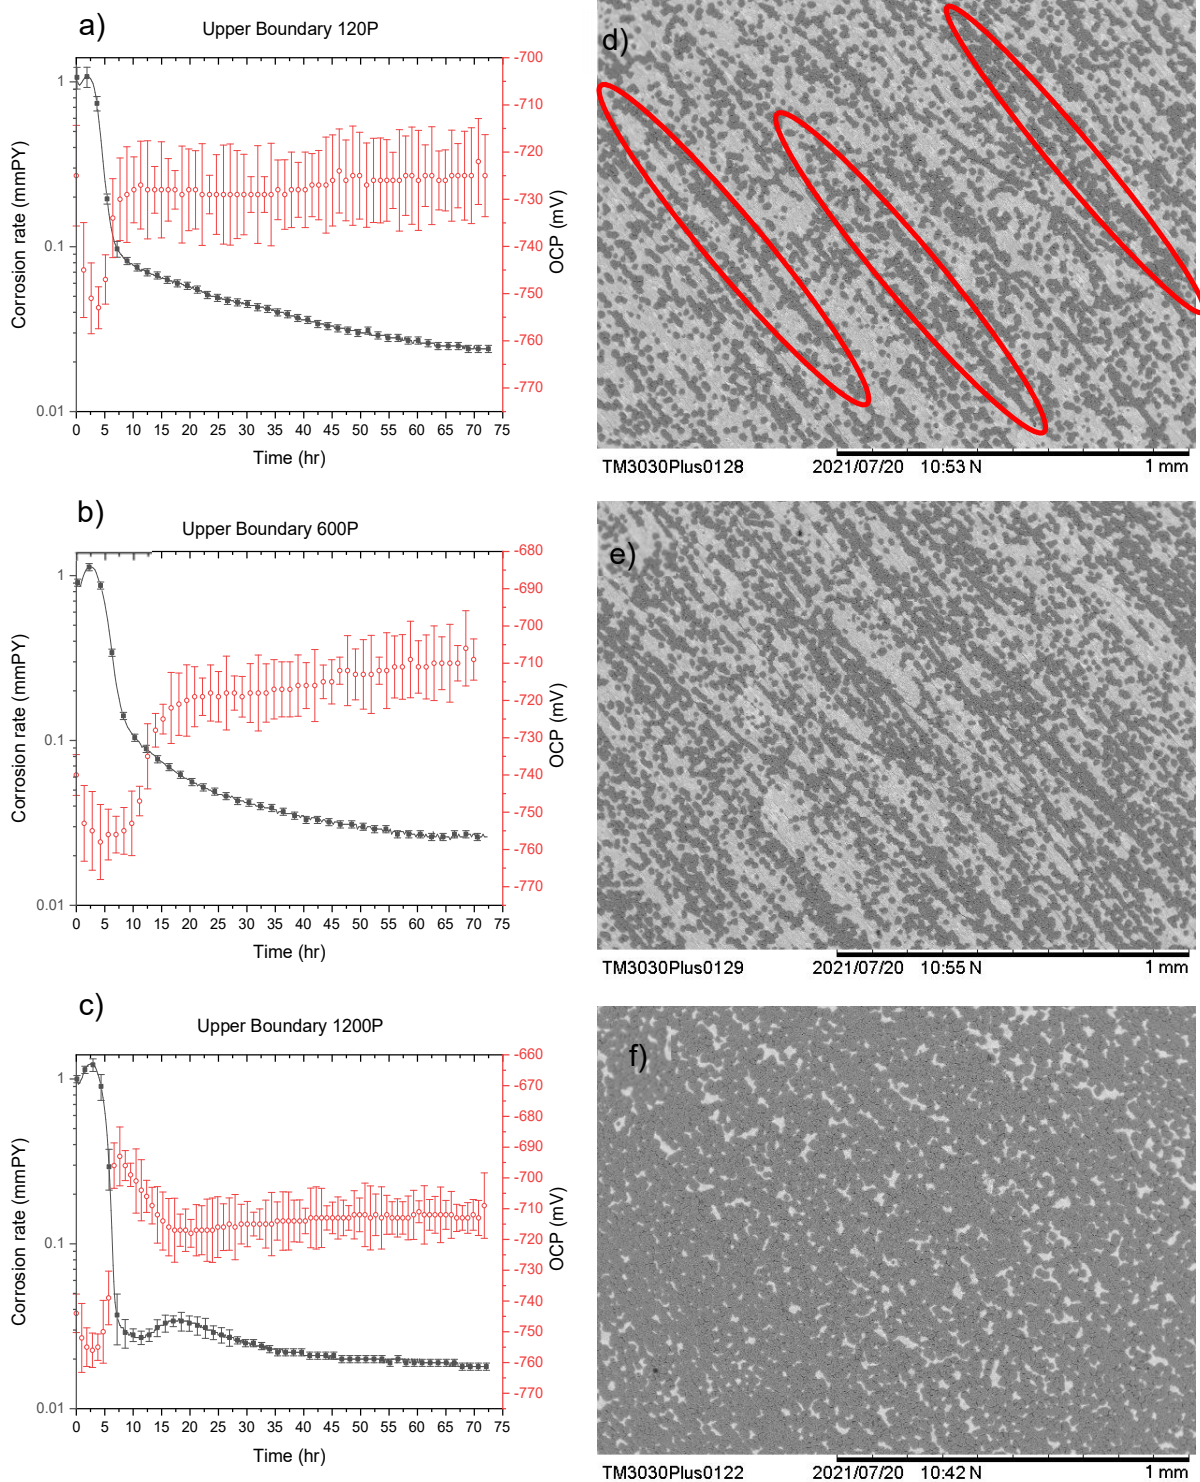 a)
Upper Boundary 120P
Corrosion rate (mmPY)
1
0.1
0.01
-700
-710
-720
-730
-740
-750
-760
-770
OCP (mV)
0 5 10 15 20 25 30 35 40 45 50 55 60 65 70 75
Time (hr)
d)
TM3030Plus0128 2021/07/20 10:53 N 1 mm
b)
Upper Boundary 600P
Corrosion rate (mmPY)
1
0.1
0.01
-680
-690
-700
-710
-720
-730
-740
-750
-760
-770
OCP (mV)
0 5 10 15 20 25 30 35 40 45 50 55 60 65 70 75
Time (hr)
e)
TM3030Plus0129 2021/07/20 10:55 N 1 mm
c)
Upper Boundary 1200P
Corrosion rate (mmPY)
1
0.1
0.01
-660
-670
-680
-690
-700
-710
-720
-730
-740
-750
-760
-770
OCP (mV)
0 5 10 15 20 25 30 35 40 45 50 55 60 65 70 75
Time (hr)
f)
TM3030Plus0122 2021/07/20 10:42 N 1 mm